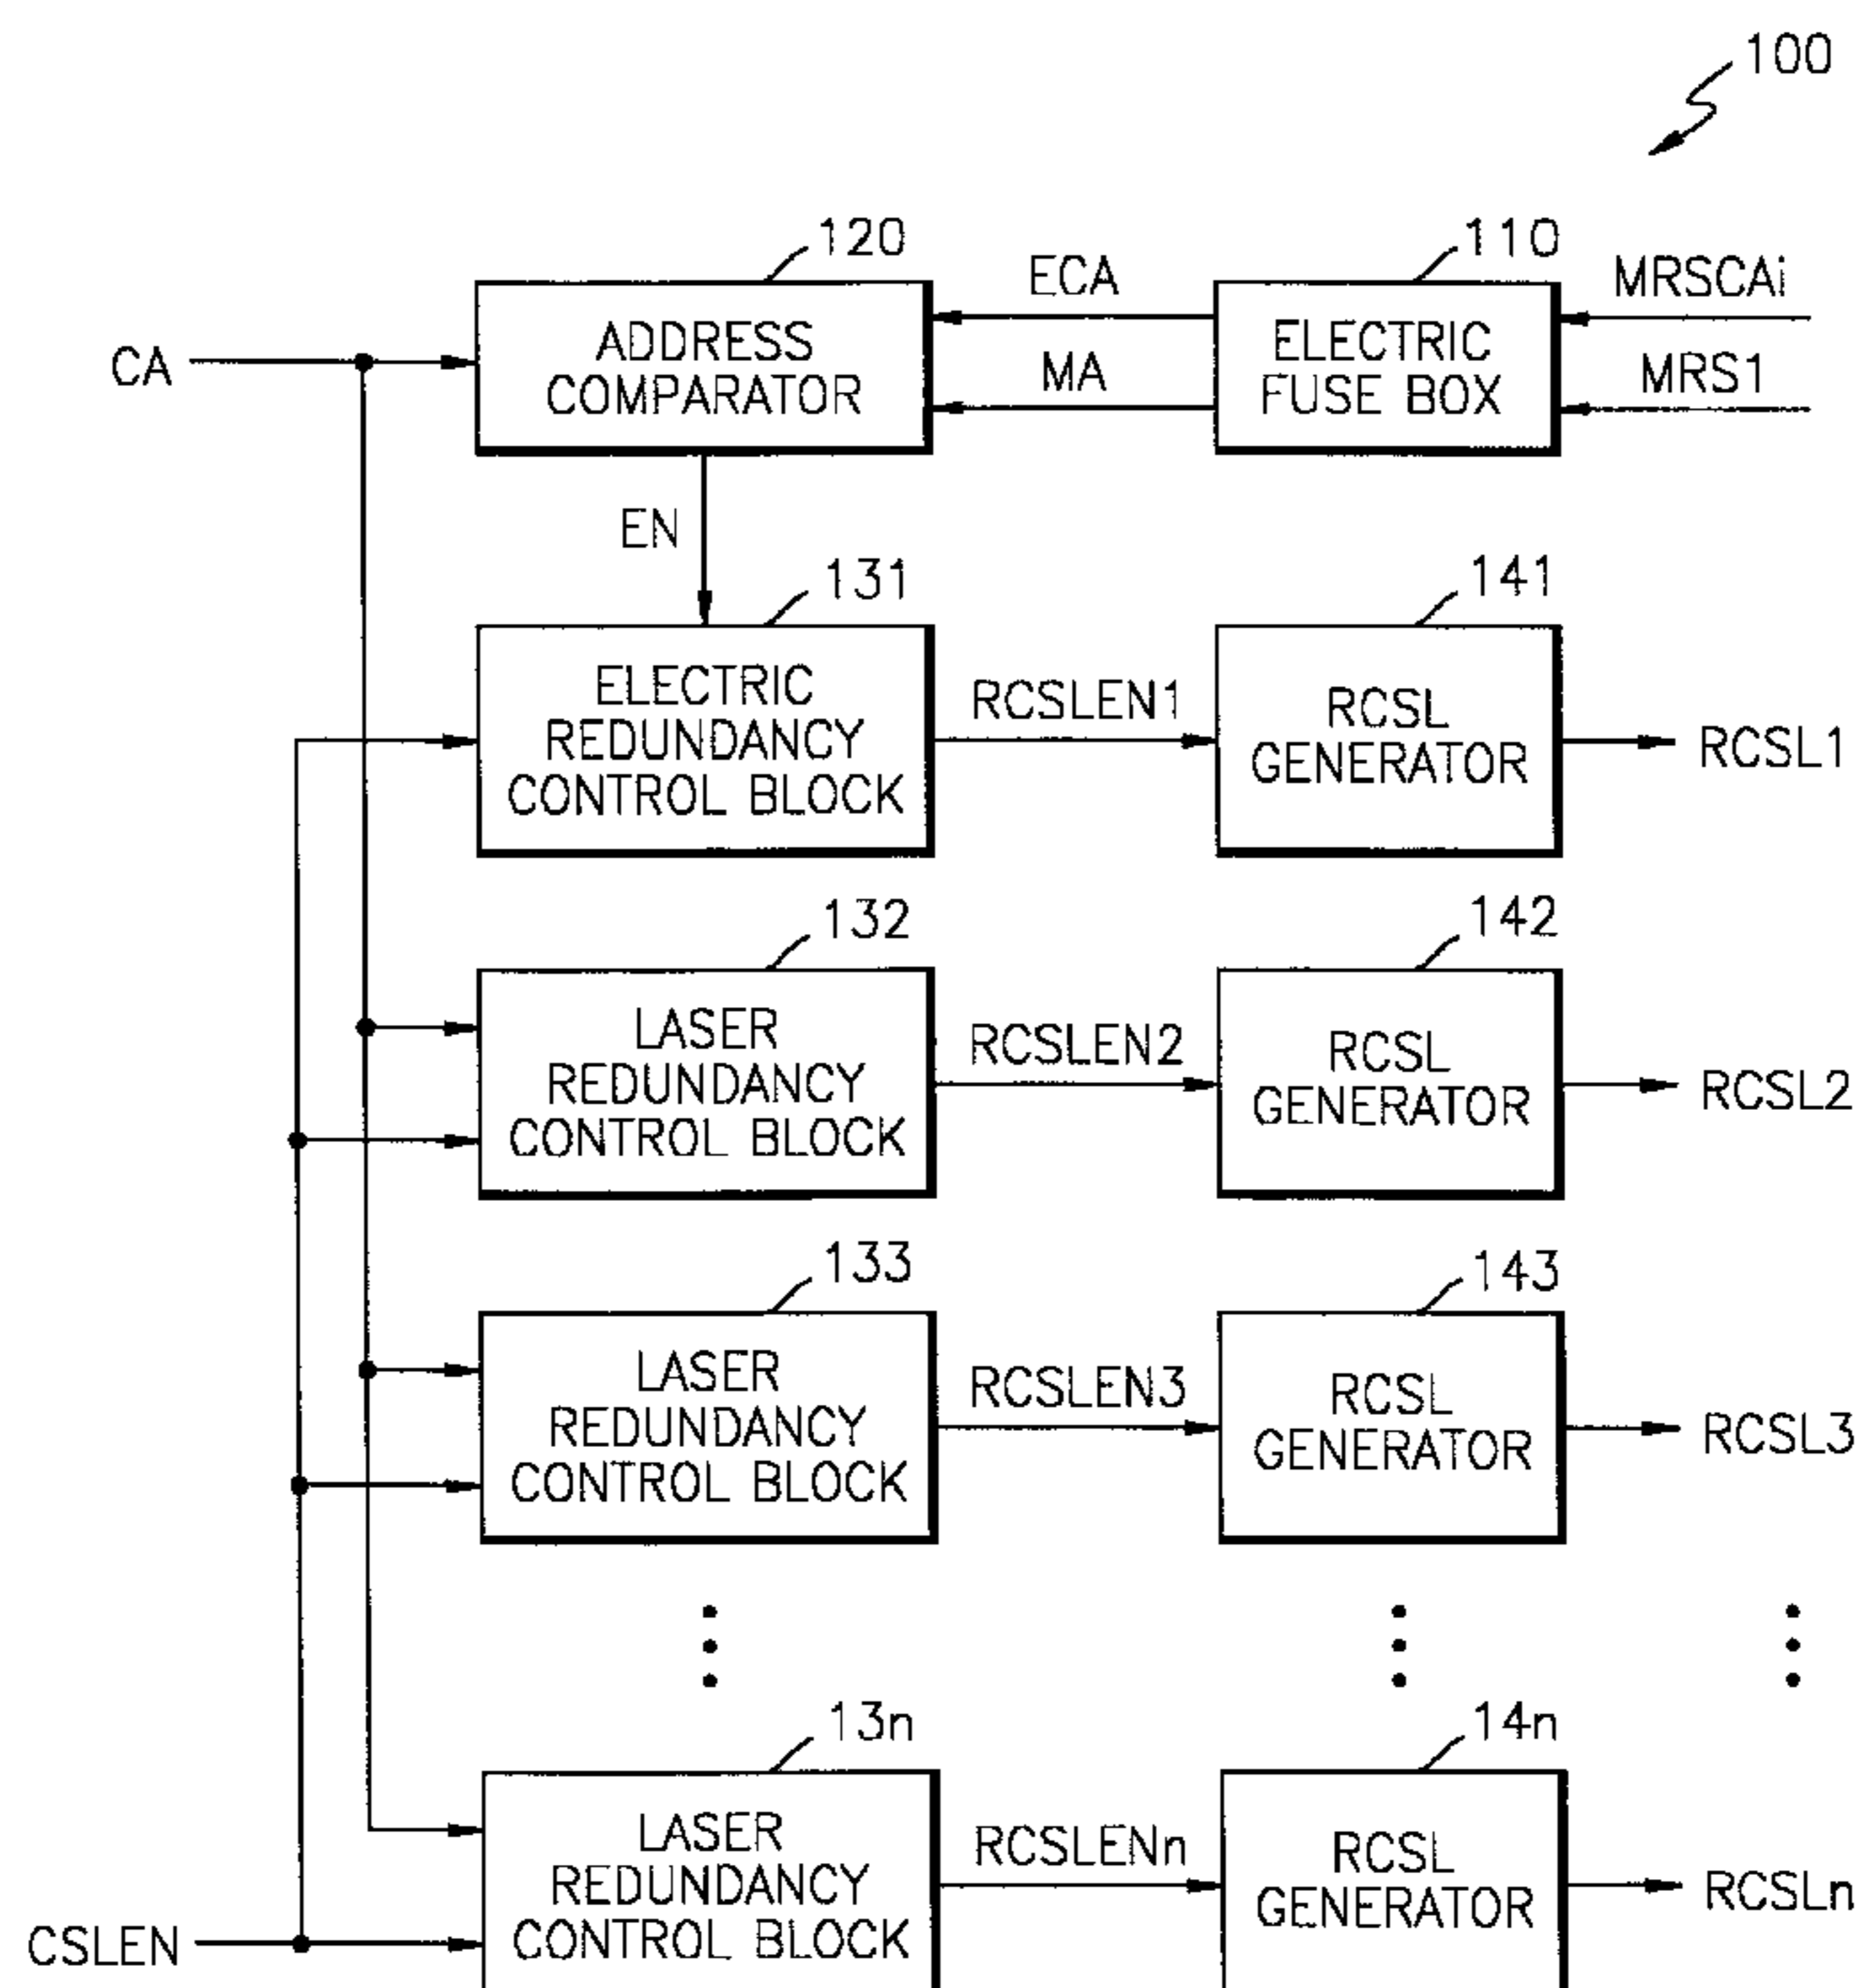 100
120
110
ECA
MRSCAi
CA
ADDRESS
COMPARATOR
MA
ELECTRIC
FUSE BOX
MRS1
EN
131
141
ELECTRIC
REDUNDANCY
CONTROL BLOCK
RCSLEN1
RCSL
GENERATOR
RCSL1
132
142
LASER
REDUNDANCY
CONTROL BLOCK
RCSLEN2
RCSL
GENERATOR
RCSL2
133
143
LASER
REDUNDANCY
CONTROL BLOCK
RCSLEN3
RCSL
GENERATOR
RCSL3
13n
14n
LASER
REDUNDANCY
CONTROL BLOCK
RCSLENn
RCSL
GENERATOR
RCSLn
CSLEN